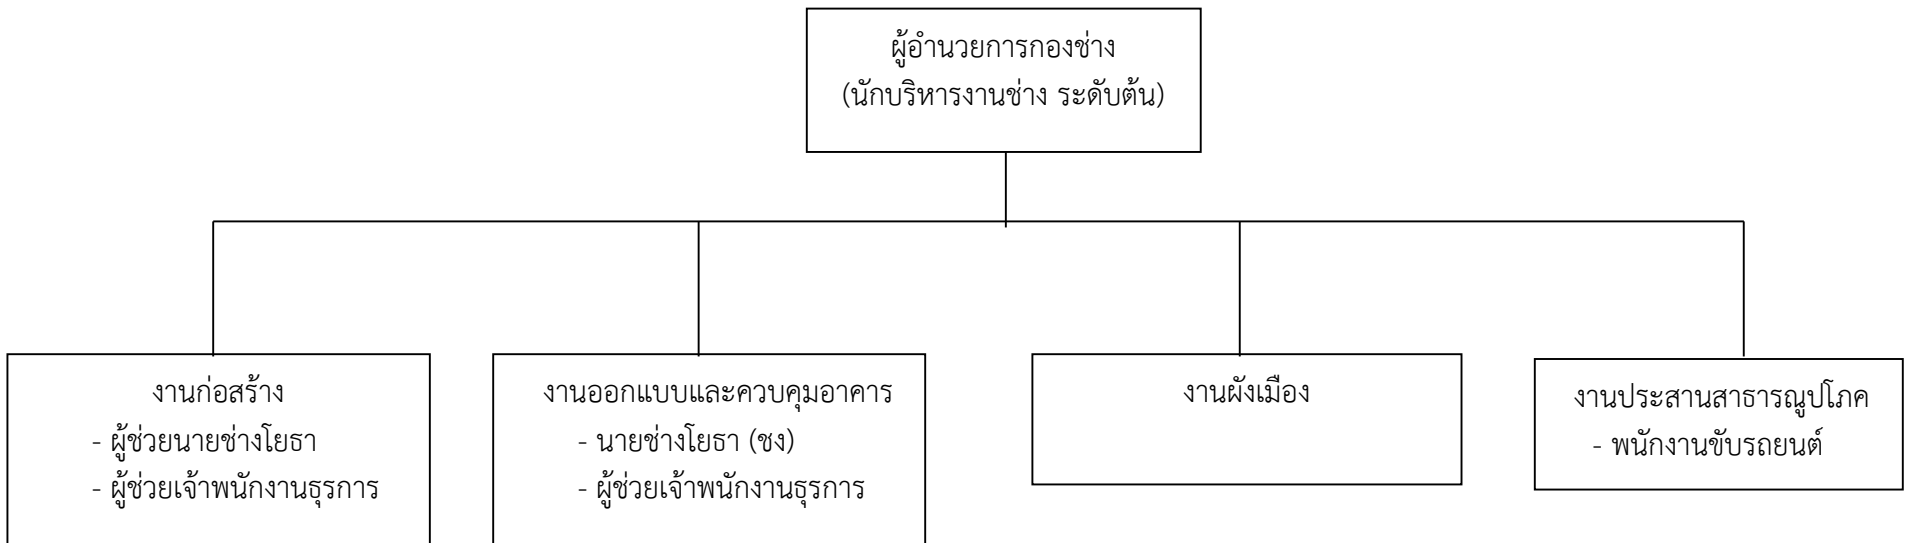 ผู้อำนวยการกองช่าง
(นักบริหารงานช่าง ระดับต้น)
งานก่อสร้าง
- ผู้ช่วยนายช่างโยธา
- ผู้ช่วยเจ้าพนักงานธุรการ
งานออกแบบและควบคุมอาคาร
- นายช่างโยธา (ชง)
- ผู้ช่วยเจ้าพนักงานธุรการ
งานผังเมือง
งานประสานสาธารณูปโภค
- พนักงานขับรถยนต์